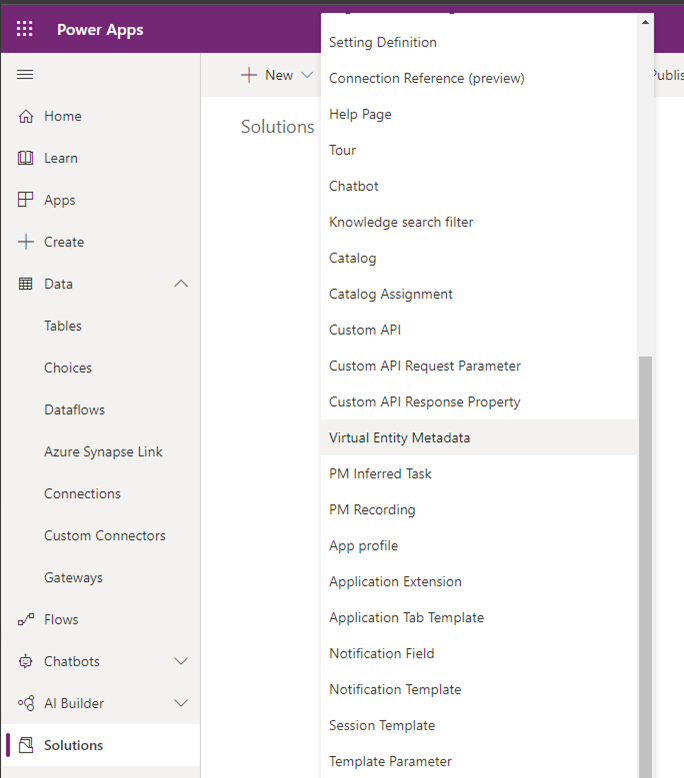 Power Apps
Home
Learn
Apps
Create
Data
Tables
Choices
Dataflows
Azure Synapse Link
Connections
Custom Connectors
Gateways
Flows
Chatbots
AI Builder
Solutions
New
Solutions
Setting Definition
Connection Reference (preview)
Help Page
Tour
Chatbot
Knowledge search filter
Catalog
Catalog Assignment
Custom API
Custom API Request Parameter
Custom API Response Property
Virtual Entity Metadata
PM Inferred Task
PM Recording
App profile
Application Extension
Application Tab Template
Notification Field
Notification Template
Session Template
Template Parameter